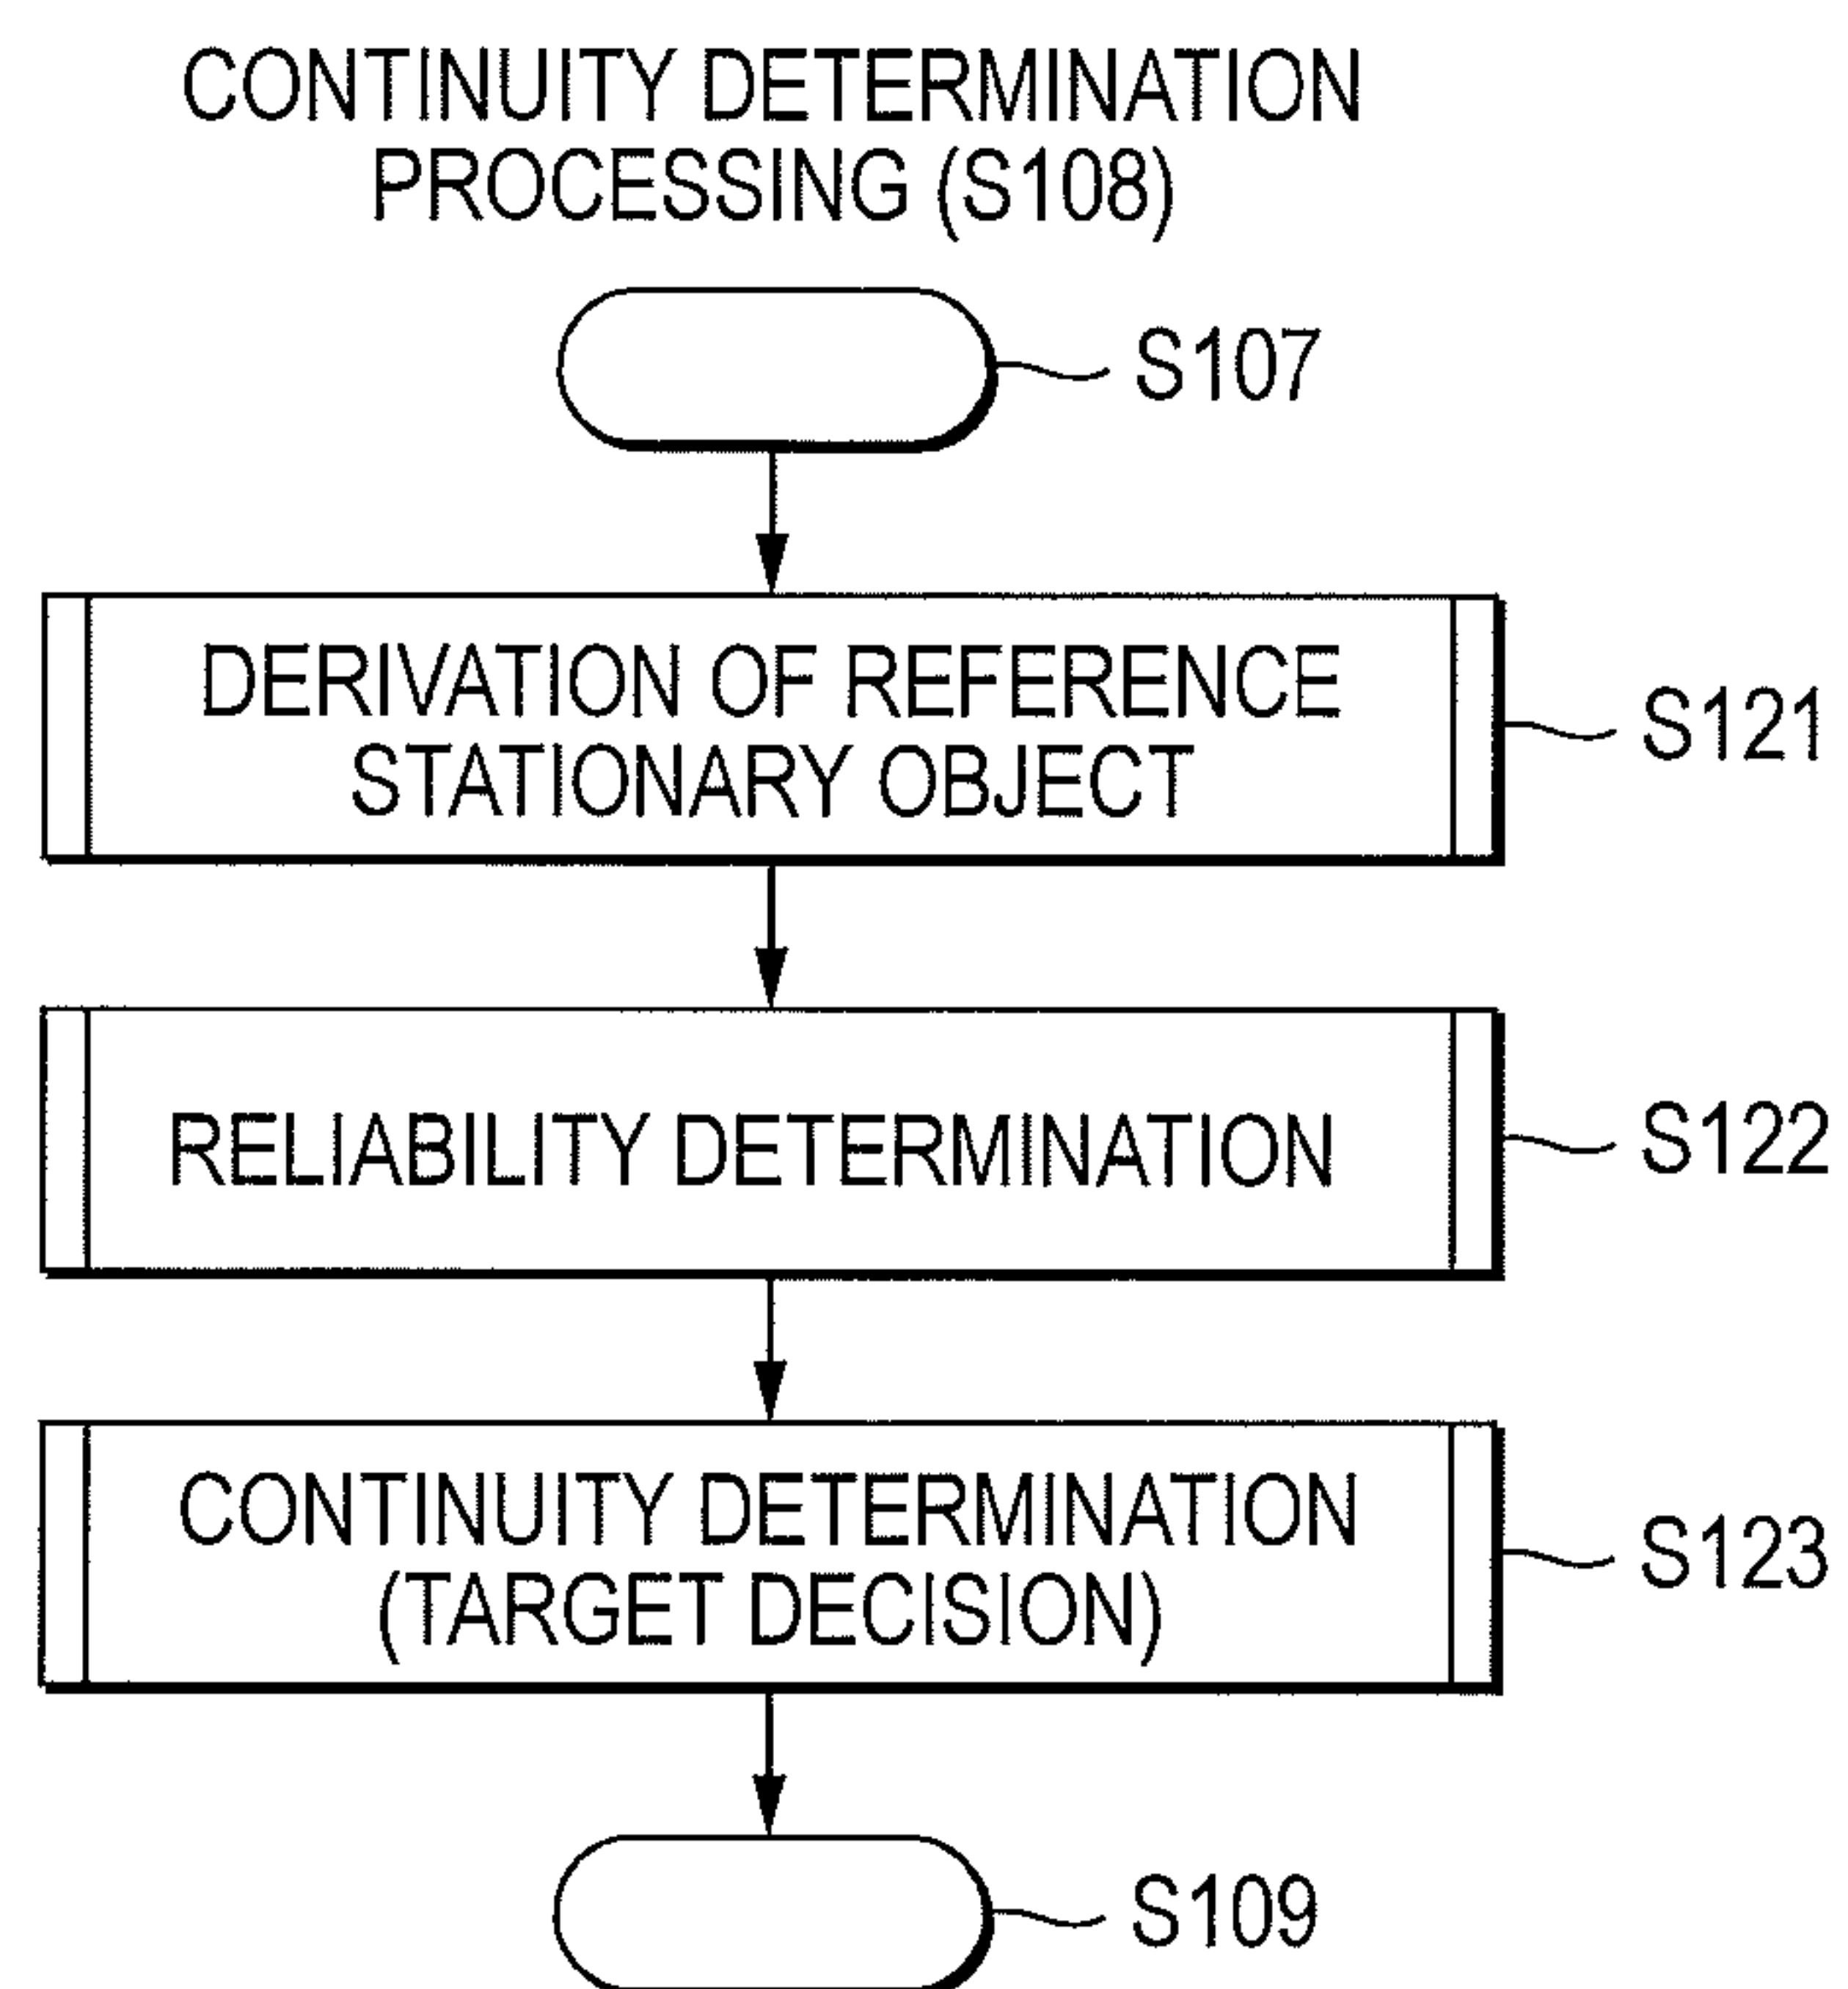 CONTINUITY DETERMINATION
PROCESSING (S108)
S107
DERIVATION OF REFERENCE
STATIONARY OBJECT
S121
RELIABILITY DETERMINATION
S122
CONTINUITY DETERMINATION
(TARGET DECISION)
S123
S109